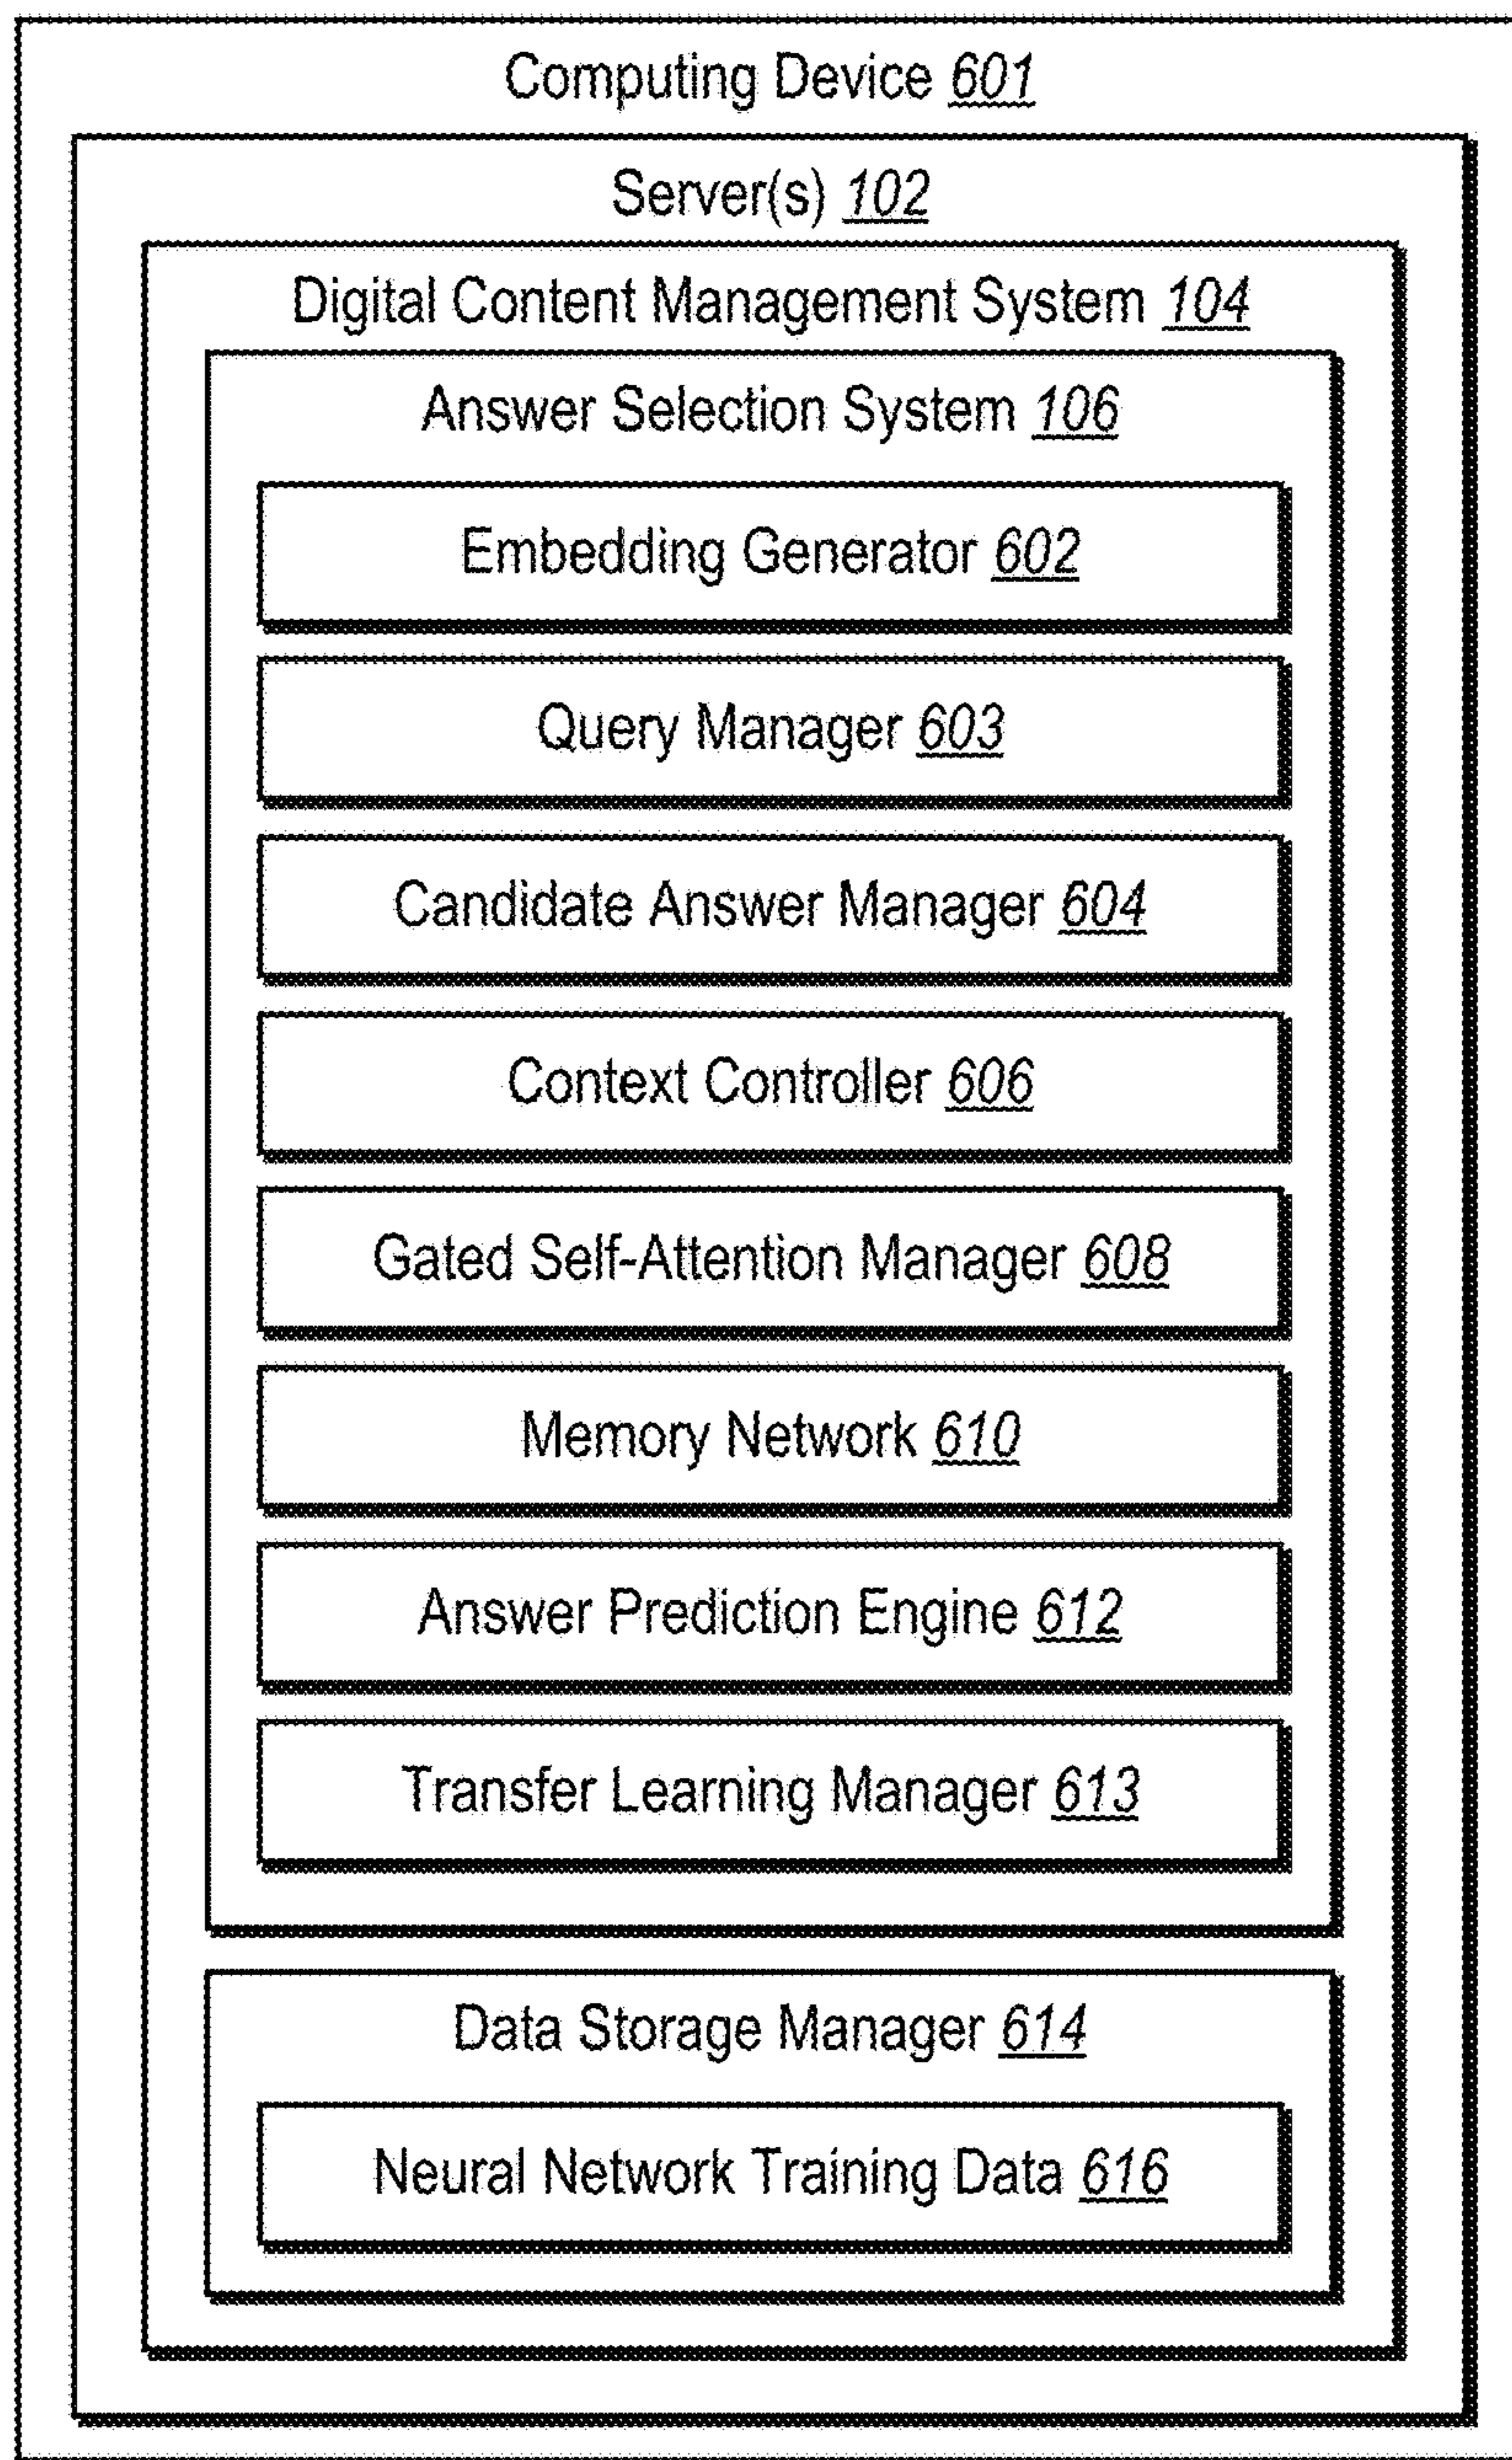 Computing Device 601
Server(s) 102
Digital Content Management System 104
Answer Selection System 106
Embedding Generator 602
Query Manager 603
Candidate Answer Manager 604
Context Controller 606
Gated Self-Attention Manager 608
Memory Network 610
Answer Prediction Engine 612
Transfer Learning Manager 613
Data Storage Manager 614
Neural Network Training Data 616